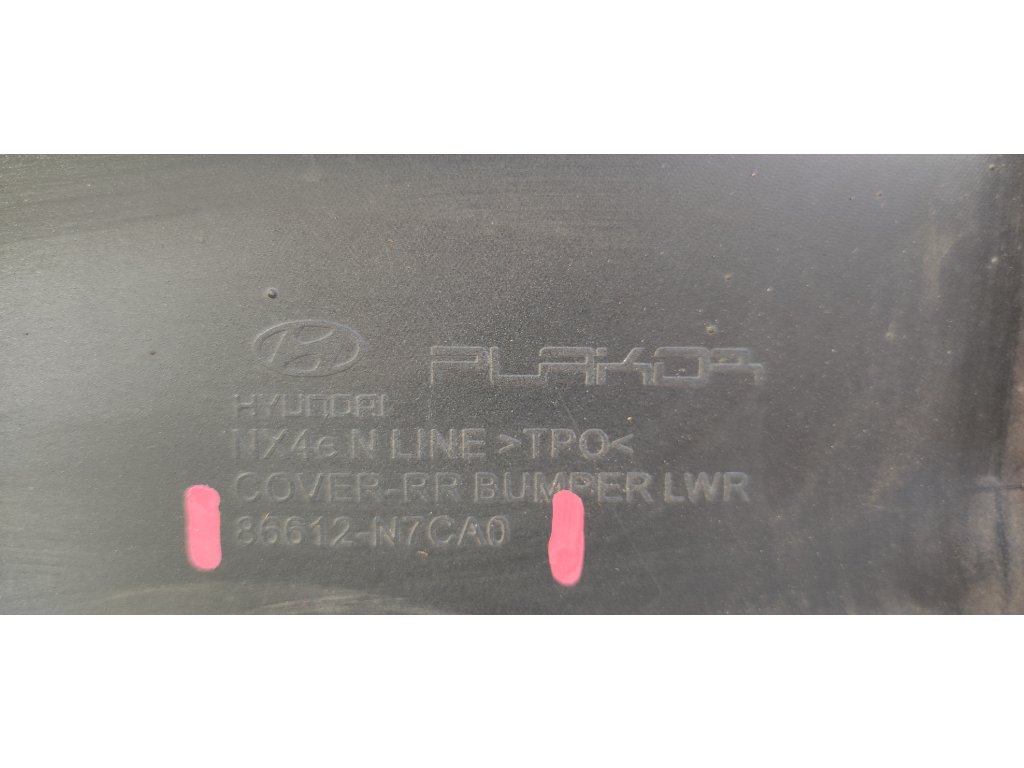 PLAKOR
HYUNDAI
NX4e N LINE >TPO<
COVER-RR BUMPER LWR
86612-N7CA0